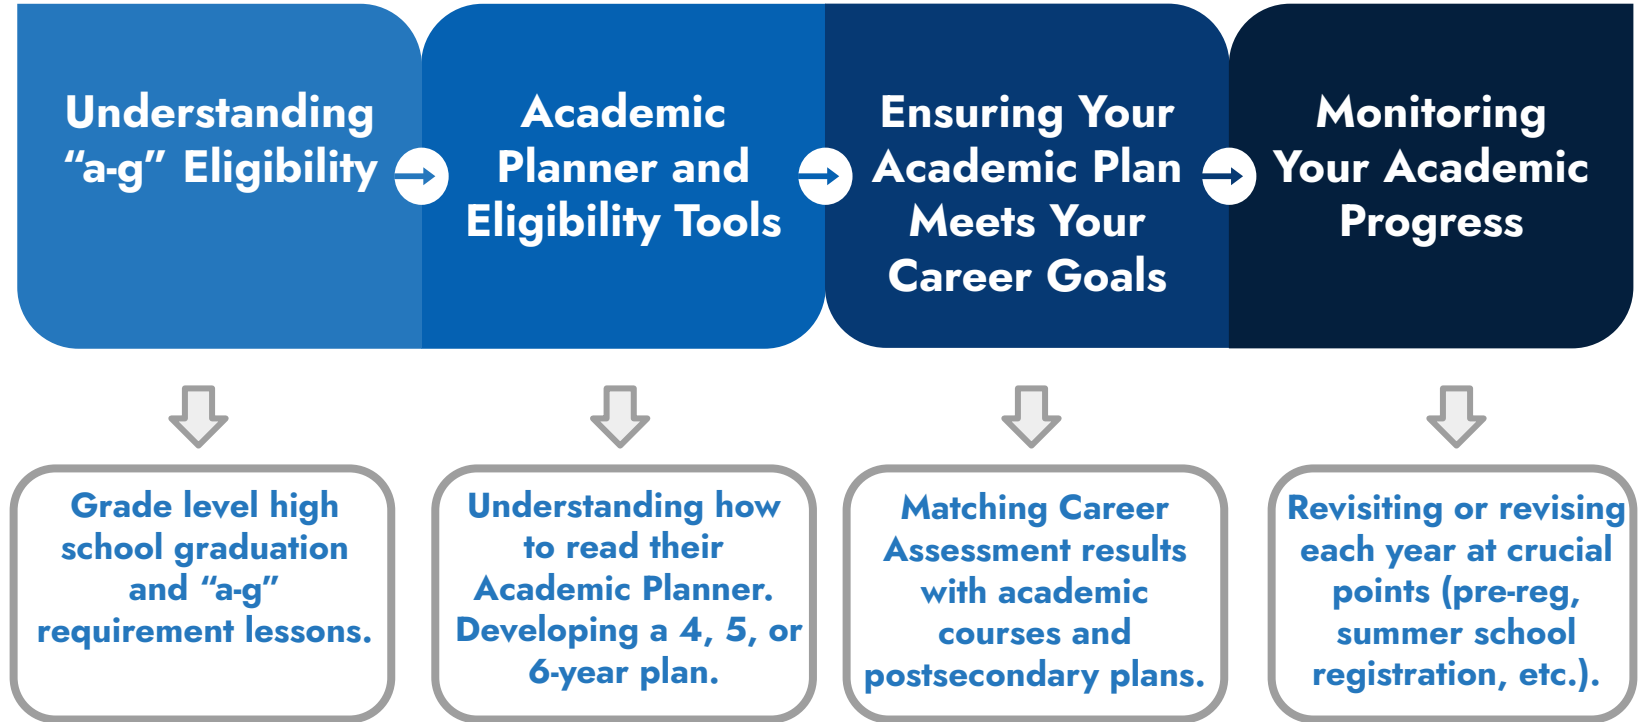 Understanding
“a-g” Eligibility
Academic
Planner and
Eligibility Tools
Ensuring Your
Academic Plan
Meets Your
Career Goals
Monitoring
Your Academic
Progress
Grade level high
school graduation
and “a-g”
requirement lessons.
Understanding how
to read their
Academic Planner.
Developing a 4, 5, or
6-year plan.
Matching Career
Assessment results
with academic
courses and
postsecondary plans.
Revisiting or revising
each year at crucial
points (pre-reg,
summer school
registration, etc.).